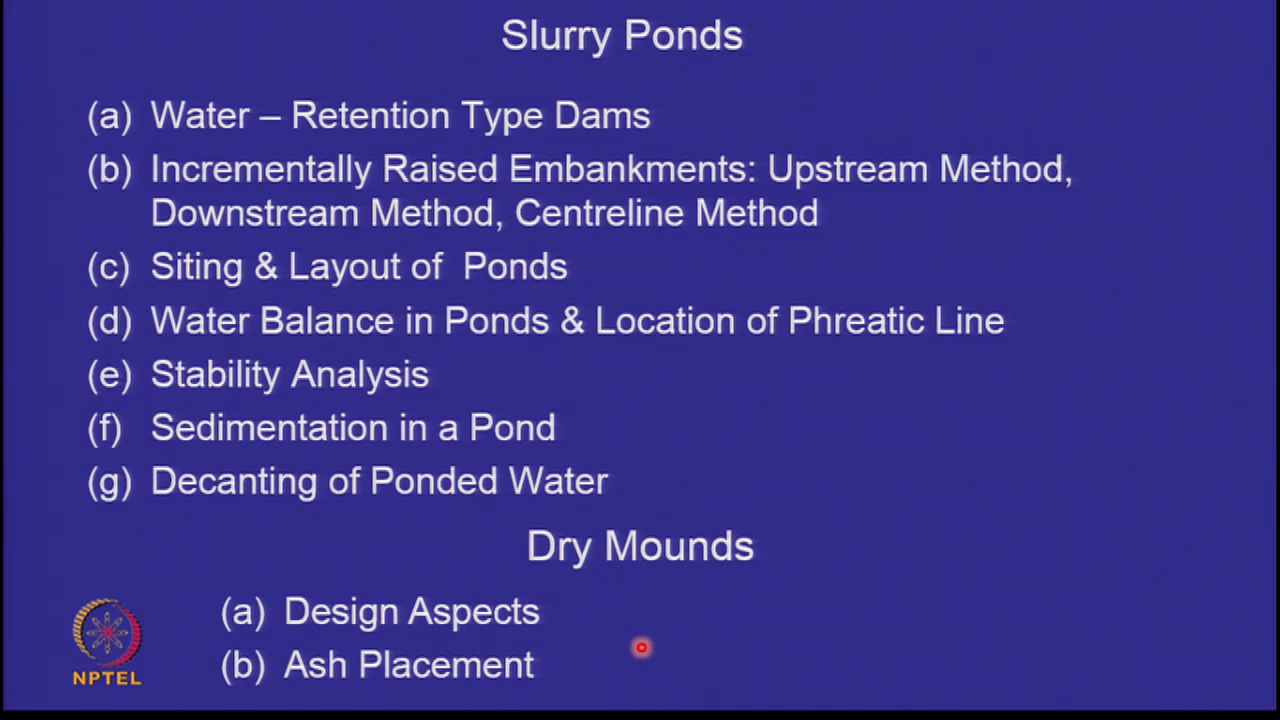 Slurry Ponds
(a) Water – Retention Type Dams
(b) Incrementally Raised Embankments: Upstream Method,
Downstream Method, Centreline Method
(c) Siting & Layout of Ponds
(d) Water Balance in Ponds & Location of Phreatic Line
(e) Stability Analysis
(f) Sedimentation in a Pond
(g) Decanting of Ponded Water
Dry Mounds
(a) Design Aspects
(b) Ash Placement
NPTEL